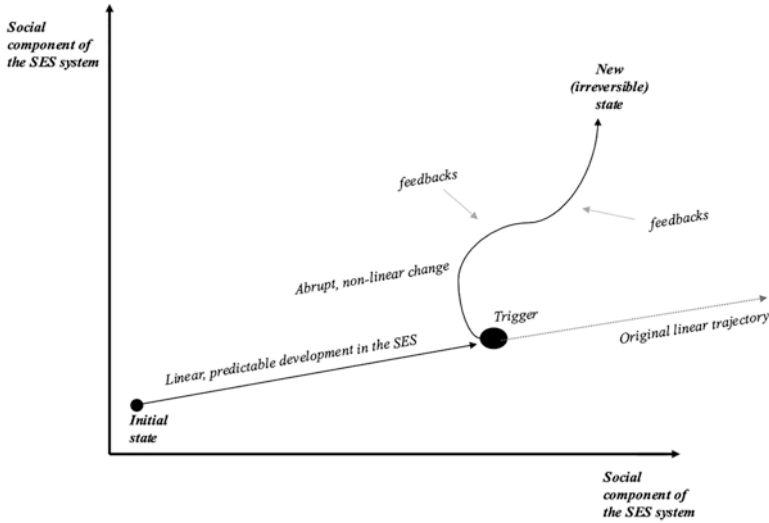 Social
component of
the SES system
New
(irreversible)
state
feedbacks
feedbacks
Abrupt, non-linear change
Trigger
Original linear trajectory
Linear, predictable development in the SES
Initial
state
Social
component of
the SES system